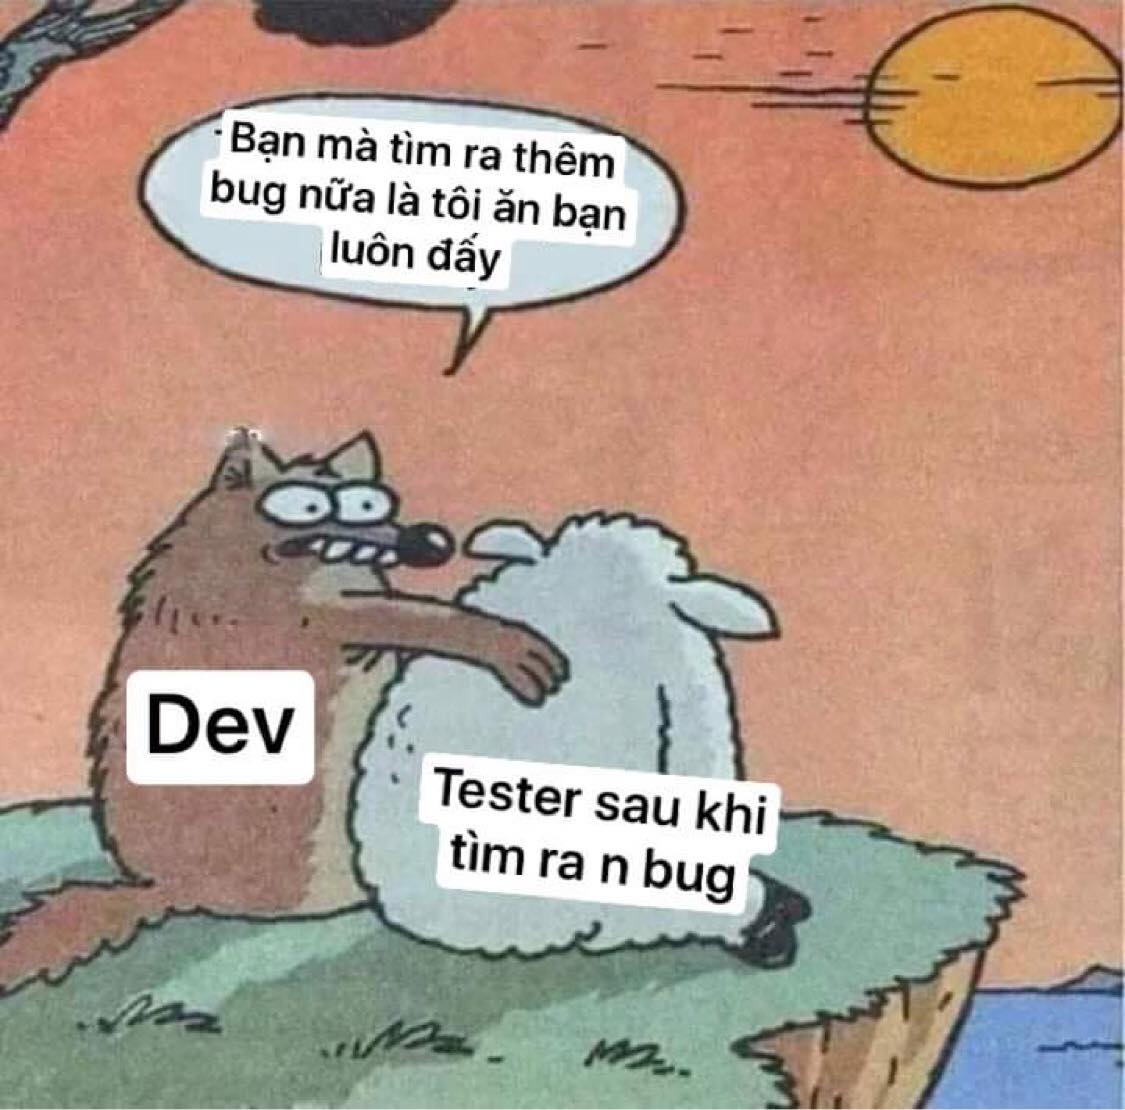 Bạn mà tìm ra thêm
bug nữa là tôi ăn bạn
luôn đấy
Dev
Tester sau khi
tìm ra n bug